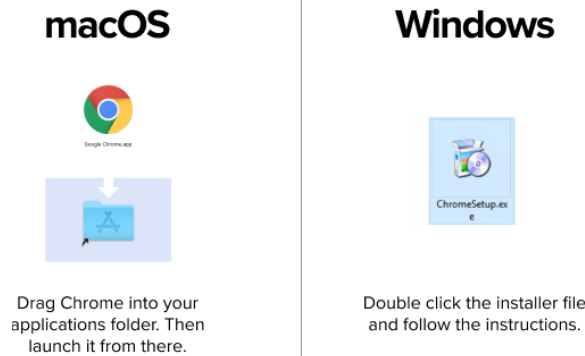 macOS
Google Chrome.app
Drag Chrome into your
applications folder. Then
launch it from there.
Windows
ChromeSetup.ex
e
Double click the installer file
and follow the instructions.